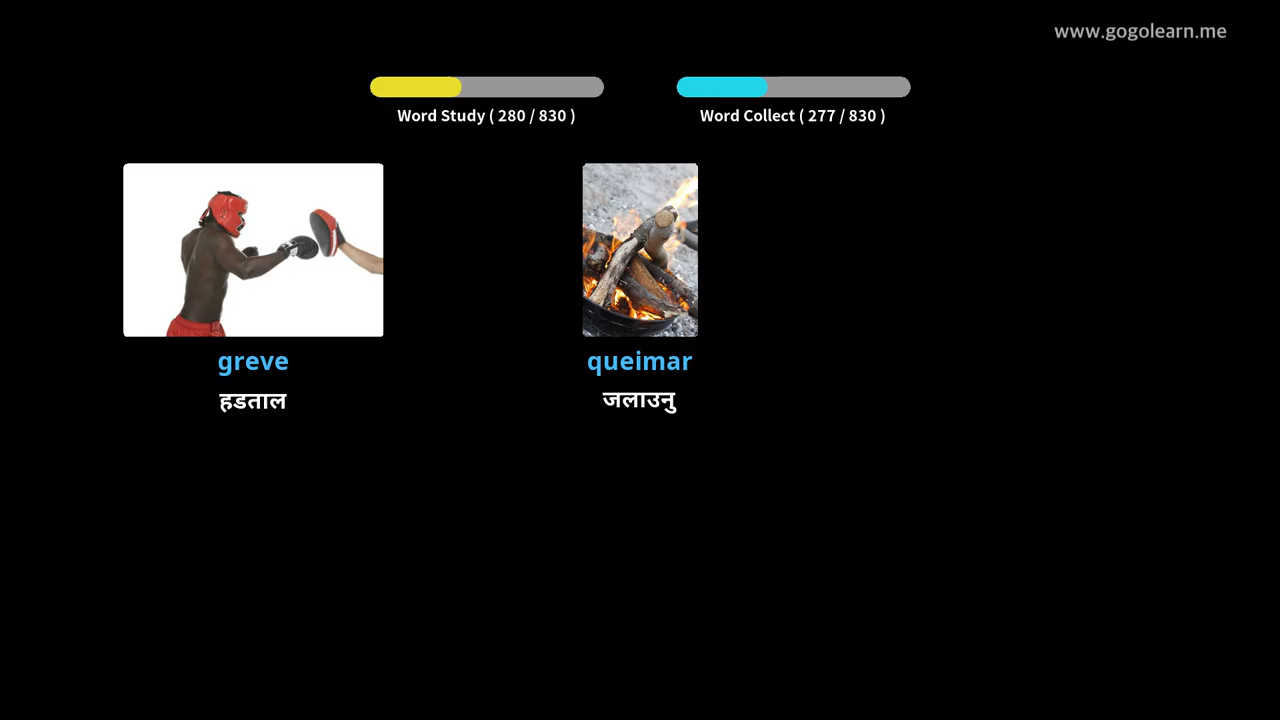 www.gogolearn.me
Word Study ( 280 / 830 )
Word Collect ( 277 / 830 )
greve
हडताल
queimar
जलाउनु